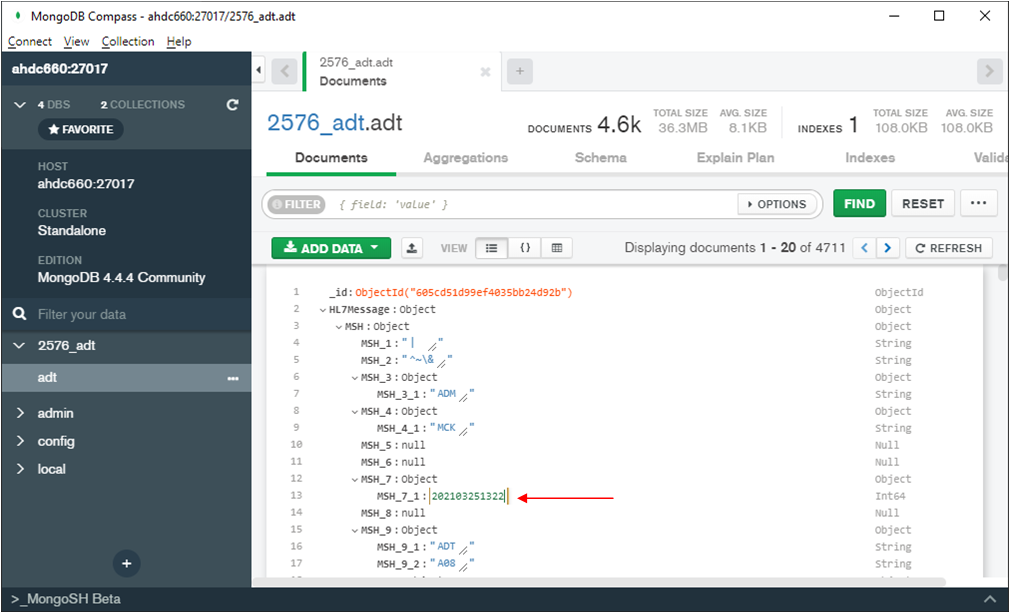 MongoDB Compass - ahdc660:27017/2576_adt.adt
Connect View Collection Help
ahdc660:27017
4 DBS 2 COLLECTIONS
★ FAVORITE
HOST
ahdc660:27017
CLUSTER
Standalone
EDITION
MongoDB 4.4.4 Community
Filter your data
2576_adt
adt
admin
config
local
>_MongoSH Beta
2576_adt.adt
Documents
2576_adt.adt
DOCUMENTS 4.6k TOTAL SIZE 36.3MB AVG. SIZE 8.1KB
INDEXES 1 TOTAL SIZE 108.0KB AVG. SIZE 108.0KB
Documents Aggregations Schema Explain Plan Indexes Valida
FILTER { field: 'value' } OPTIONS FIND RESET ...
ADD DATA VIEW {} Displaying documents 1 - 20 of 4711 < > REFRESH
1 _id:ObjectId("605cd51d99ef4035bb24d92b") ObjectId
2 HL7Message:Object Object
3 MSH:Object Object
4 MSH_1:"| " String
5 MSH_2:"^~\& " String
6 MSH_3:Object Object
7 MSH_3_1:"ADM " String
8 MSH_4:Object Object
9 MSH_4_1:"MCK " String
10 MSH_5:null Null
11 MSH_6:null Null
12 MSH_7:Object Object
13 MSH_7_1:202103251322 Int64
14 MSH_8:null Null
15 MSH_9:Object Object
16 MSH_9_1:"ADT " String
17 MSH_9_2:"A08 " String